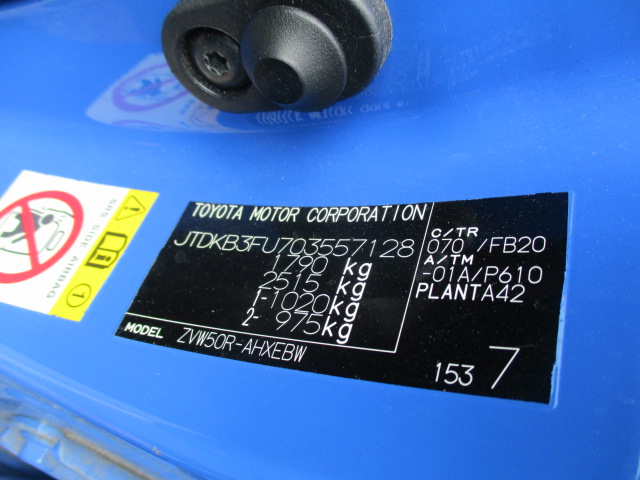 TOYOTA MOTOR CORPORATION
JTDKB3FU703557128
1790 kg
2515 kg
1-1020kg
2- 975kg
MODEL ZVW50R-AHXEBW
C/TR
070 /FB20
A/TM
-01A/P610
PLANTA42
153 7
SRS SIDE AIRBAG
1